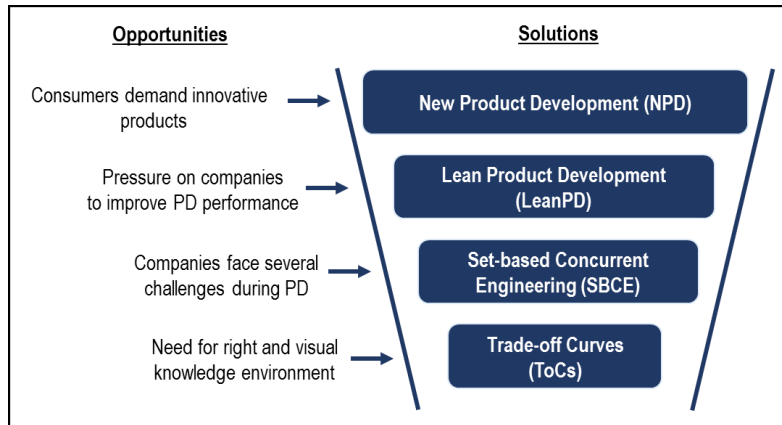 Opportunities
Solutions
Consumers demand innovative
products
New Product Development (NPD)
Pressure on companies
to improve PD performance
Lean Product Development
(LeanPD)
Companies face several
challenges during PD
Set-based Concurrent
Engineering (SBCE)
Need for right and visual
knowledge environment
Trade-off Curves
(ToCs)